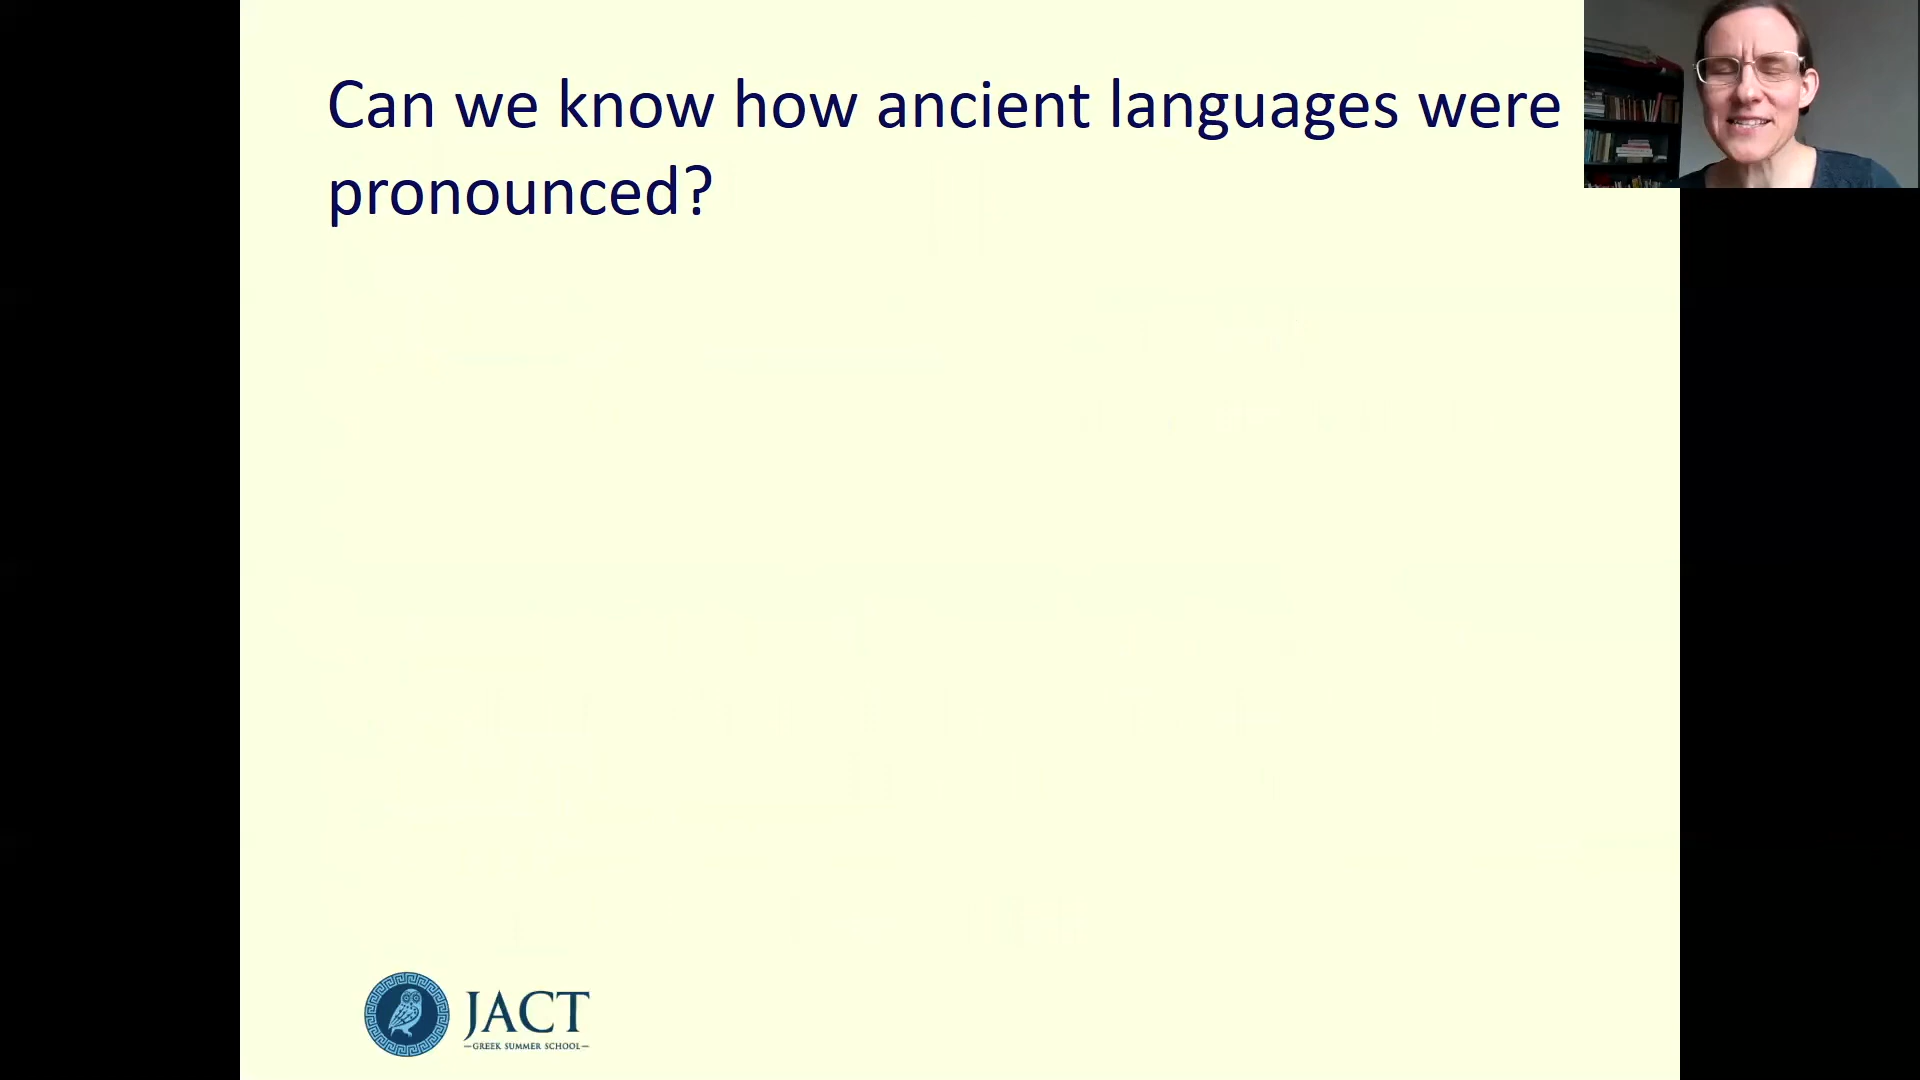 Can we know how ancient languages were
pronounced?
JACT
GREEK SUMMER SCHOOL